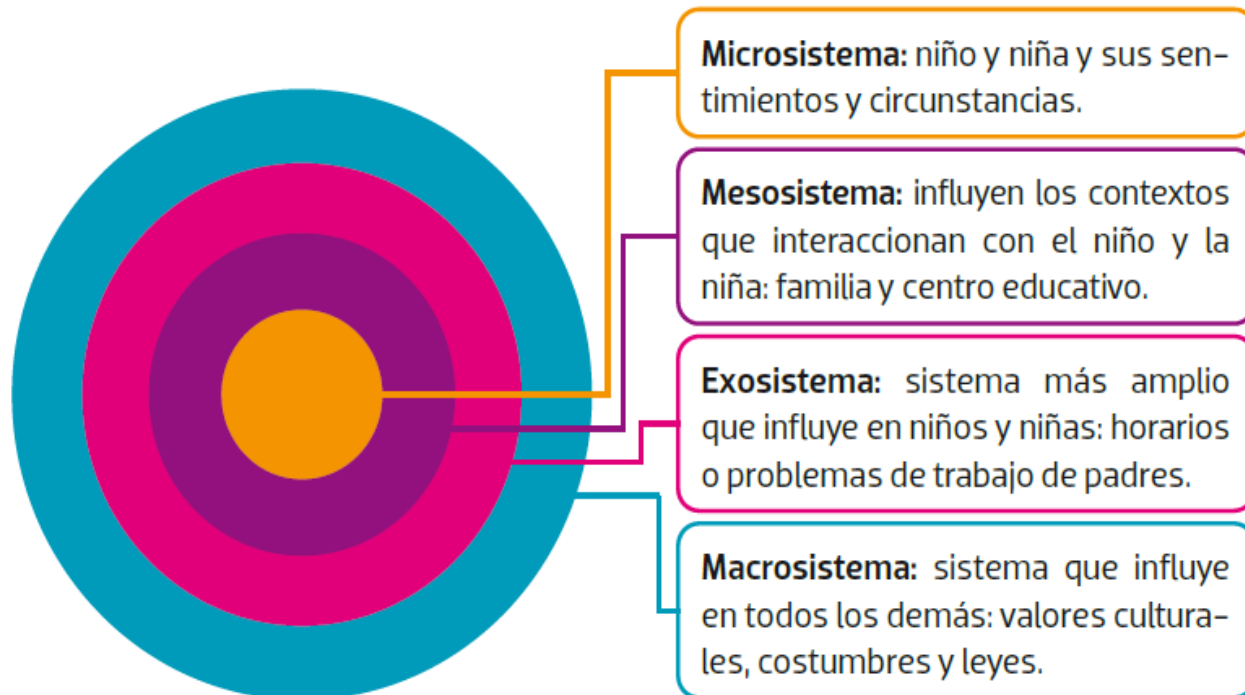 Microsistema: niño y niña y sus sen-
timientos y circunstancias.
Mesosistema: influyen los contextos
que interaccionan con el niño y la
niña: familia y centro educativo.
Exosistema: sistema más amplio
que influye en niños y niñas: horarios
o problemas de trabajo de padres.
Macrosistema: sistema que influye
en todos los demás: valores cultura-
les, costumbres y leyes.